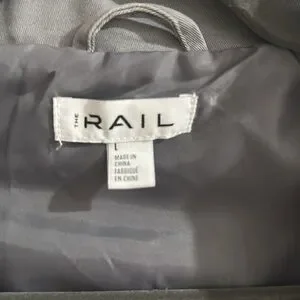 THE RAIL
L
MADE IN
CHINA
FABRIQUÉ
EN CHINE